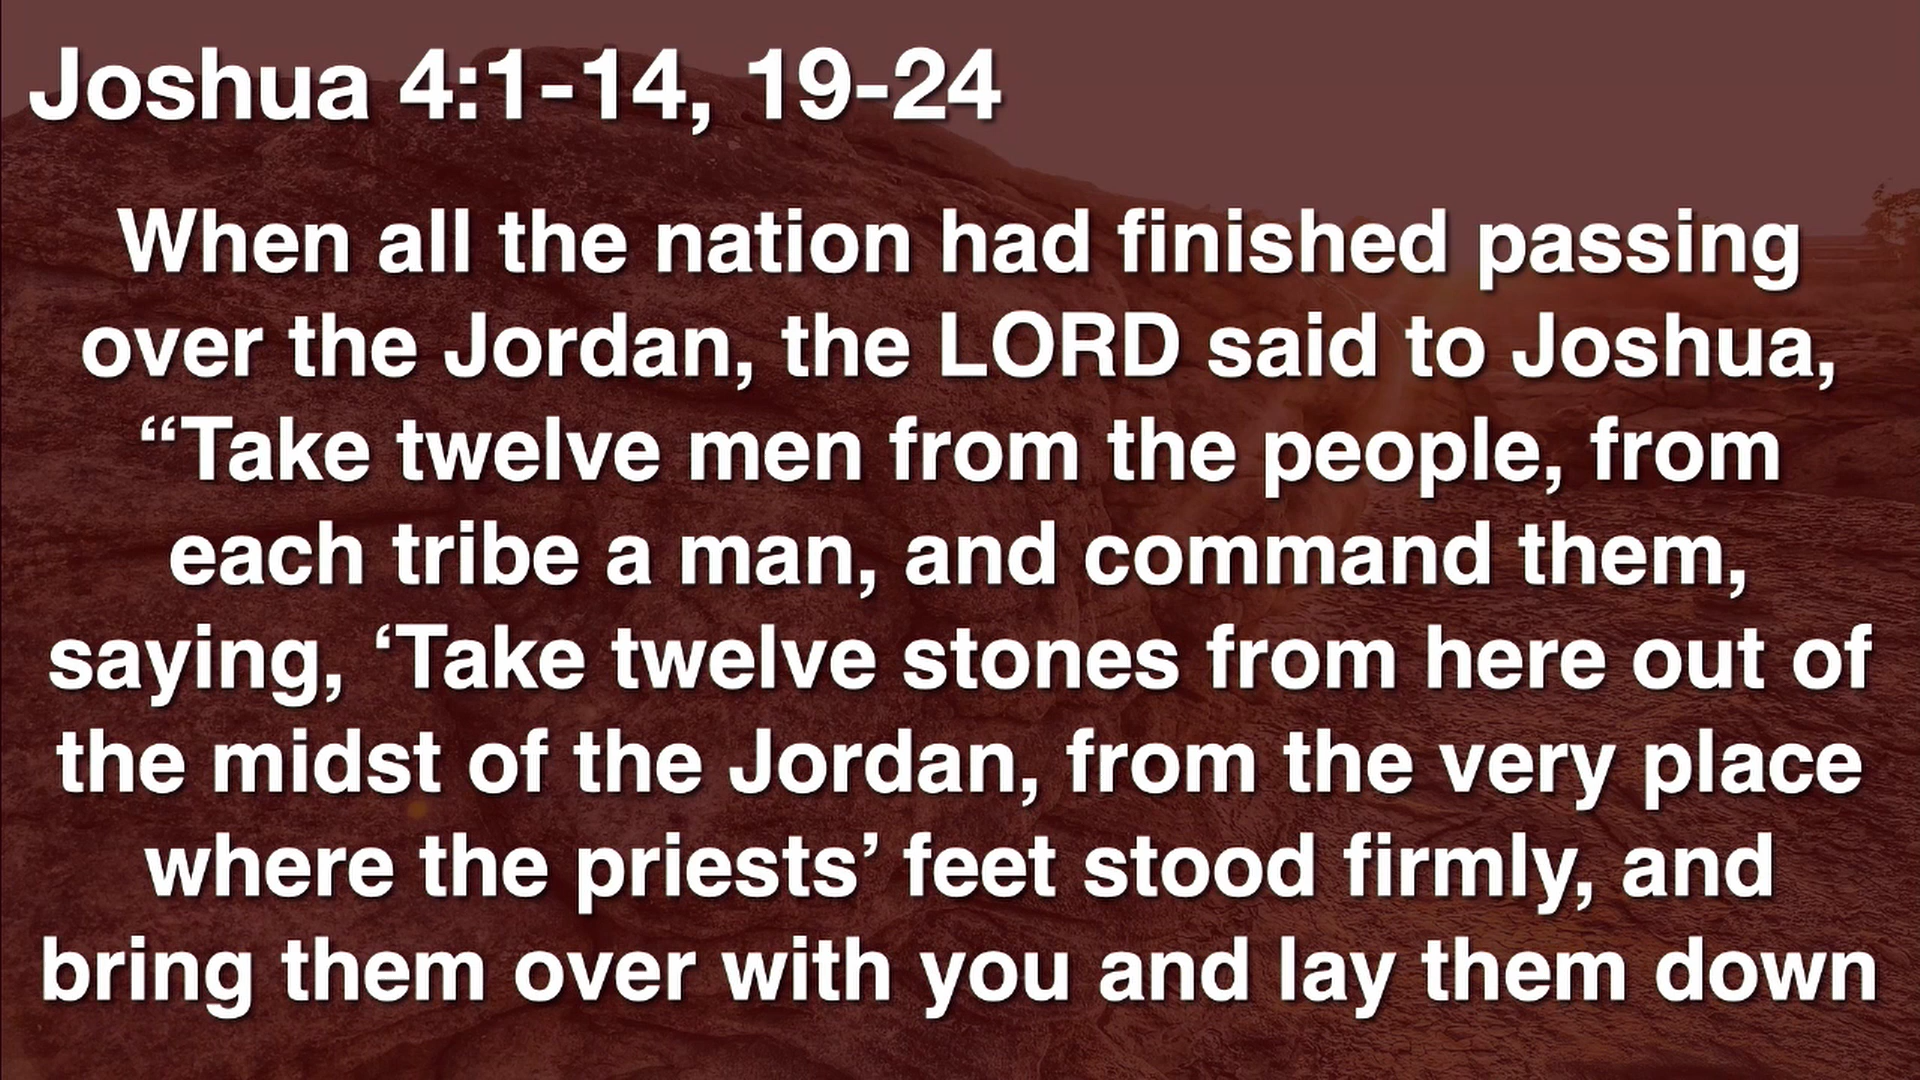 Joshua 4:1-14, 19-24
When all the nation had finished passing
over the Jordan, the LORD said to Joshua,
“Take twelve men from the people, from
each tribe a man, and command them,
saying, ‘Take twelve stones from here out of
the midst of the Jordan, from the very place
where the priests’ feet stood firmly, and
bring them over with you and lay them down